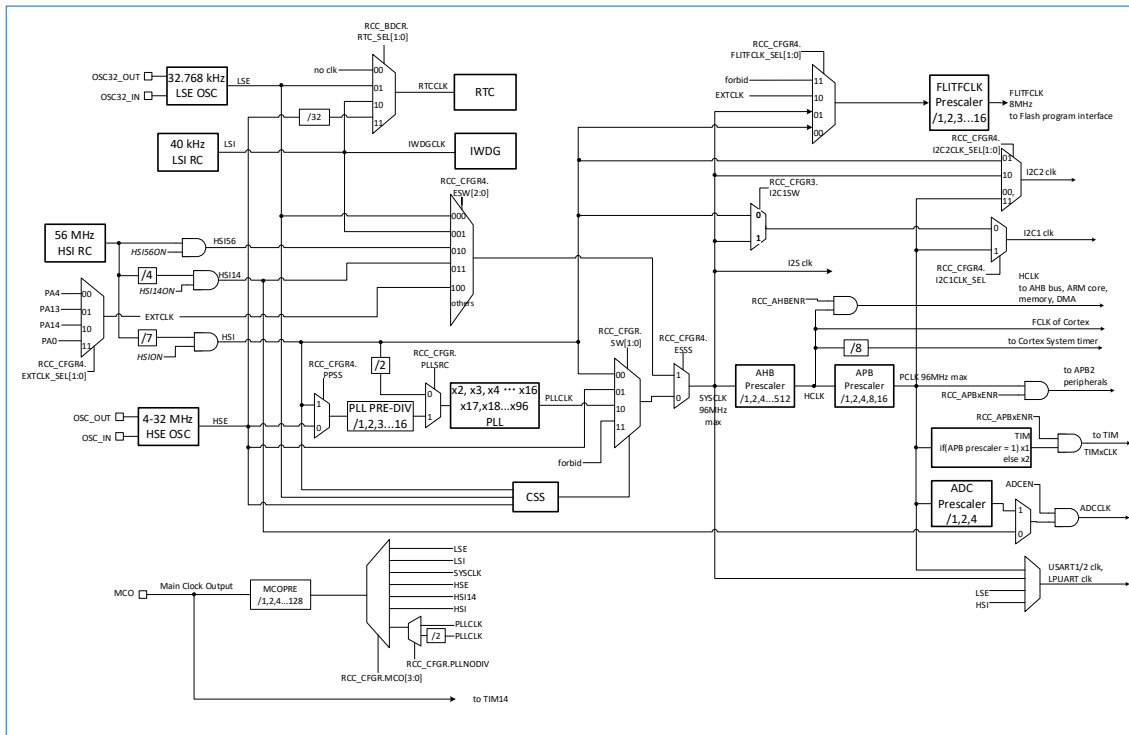 RCC_BDCR.
RTC_SEL[1:0]
OSC32_OUT
OSC32_IN
32.768 kHz
LSE OSC
LSE
no clk
00
01
10
11
/32
RTCCLK
RTC
40 kHz
LSI RC
LSI
IWDGCLK
IWDG
RCC_CFGR4.
ESW[2:0]
000
001
010
011
100
others
56 MHz
HSI RC
HSI56ON
HSI56
/4
HSI14ON
HSI14
PA4
PA13
PA14
PA0
00
01
10
11
EXTCLK
RCC_CFGR4.
EXTCLK_SEL[1:0]
/7
HSION
HSI
RCC_CFGR4.
PPSS
1
0
/2
RCC_CFGR.
PLLSRC
0
1
PLL PRE-DIV
/1,2,3...16
x2, x3, x4 ··· x16
x17,x18...x96
PLL
PLLCLK
OSC_OUT
OSC_IN
4-32 MHz
HSE OSC
HSE
RCC_CFGR.
SW[1:0]
00
01
10
11
forbid
CSS
RCC_CFGR4.
ESSS
1
0
SYSCLK
96MHz
max
RCC_CFGR4.
FLITFCLK_SEL[1:0]
forbid
EXTCLK
11
10
01
00
FLITFCLK
Prescaler
/1,2,3...16
FLITFCLK
8MHz
to Flash program interface
RCC_CFGR4.
I2C2CLK_SEL[1:0]
01
10
00,
11
I2C2 clk
RCC_CFGR3.
I2C1SW
0
1
0
1
I2C1 clk
RCC_CFGR4.
I2C1CLK_SEL
I2S clk
HCLK
to AHB bus, ARM core,
memory, DMA
RCC_AHBENR
FCLK of Cortex
/8
to Cortex System timer
AHB
Prescaler
/1,2,4...512
HCLK
APB
Prescaler
/1,2,4,8,16
PCLK 96MHz max
to APB2
peripherals
RCC_APBxENR
RCC_APBxENR
TIM
if(APB prescaler = 1) x1
else x2
to TIM
TIMxCLK
ADC
Prescaler
/1,2,4
ADCEN
1
0
ADCCLK
USART1/2 clk,
LPUART clk
LSE
HSI
MCO
Main Clock Output
MCOPRE
/1,2,4...128
LSE
LSI
SYSCLK
HSE
HSI14
HSI
PLLCLK
/2
PLLCLK
RCC_CFGR.PLLNODIV
RCC_CFGR.MCO[3:0]
to TIM14